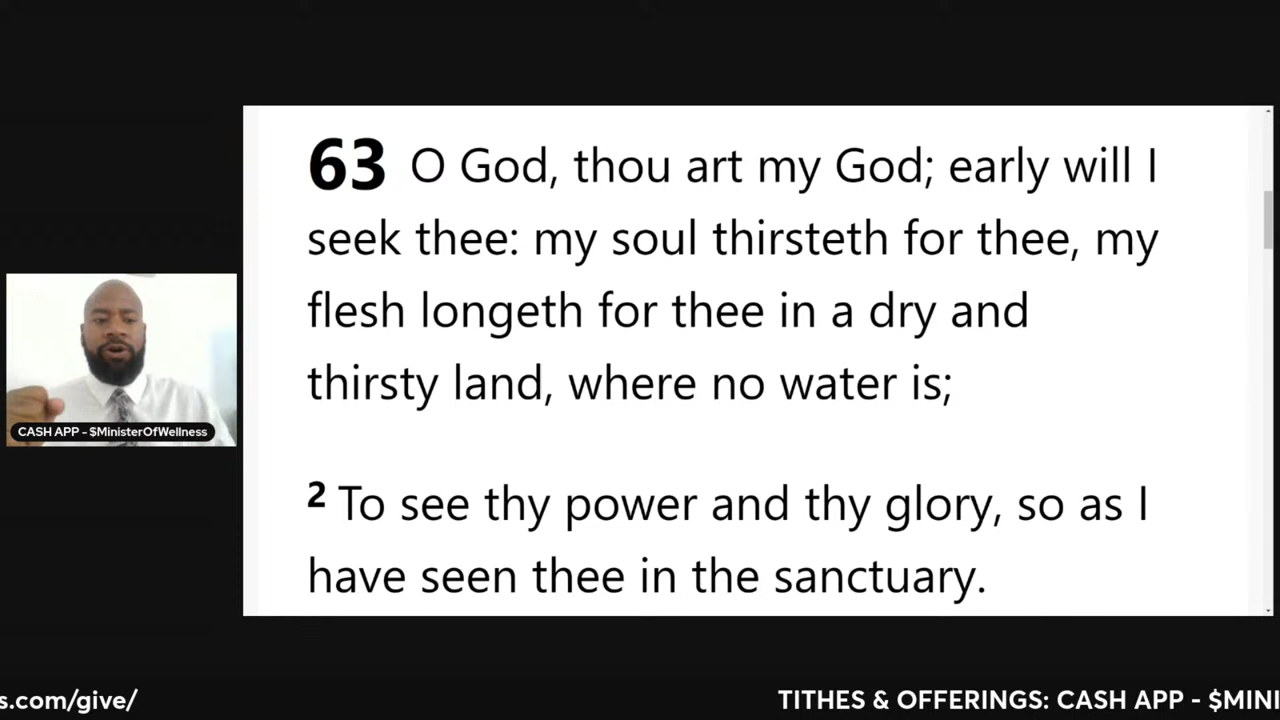 63 O God, thou art my God; early will I
seek thee: my soul thirsteth for thee, my
flesh longeth for thee in a dry and
thirsty land, where no water is;
2 To see thy power and thy glory, so as I
have seen thee in the sanctuary.
CASH APP - $MinisterOfWellness
s.com/give/
TITHES & OFFERINGS: CASH APP - $MINI